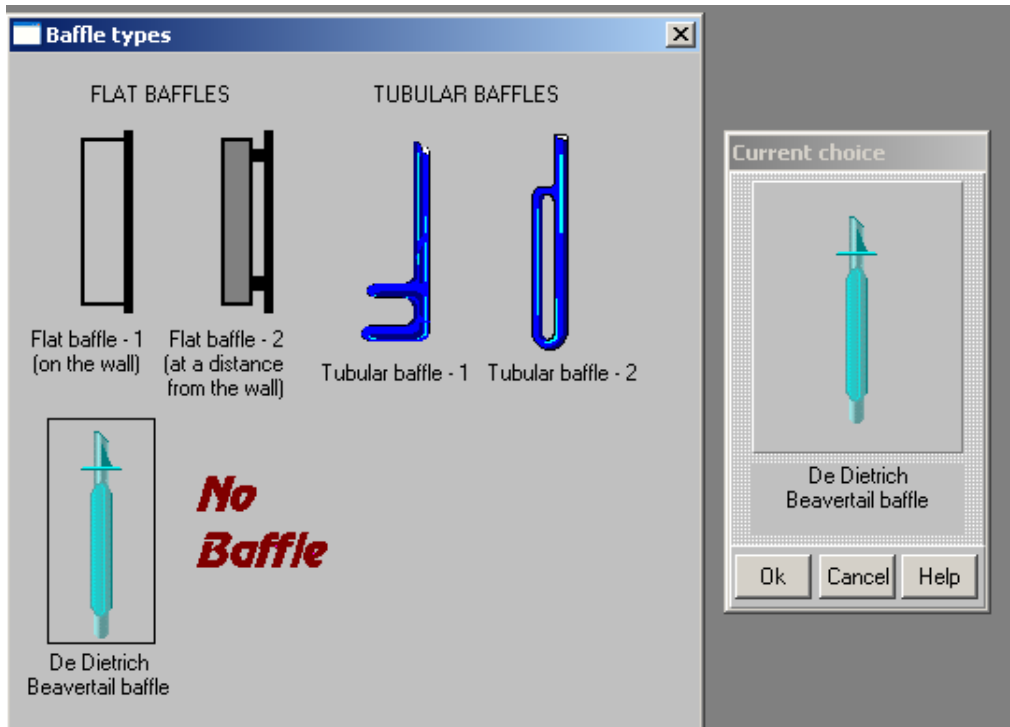 Baffle types
FLAT BAFFLES
TUBULAR BAFFLES
Flat baffle - 1
(on the wall)
Flat baffle - 2
(at a distance
from the wall)
Tubular baffle - 1
Tubular baffle - 2
De Dietrich
Beavertail baffle
No
Baffle
Current choice
De Dietrich
Beavertail baffle
Ok
Cancel
Help